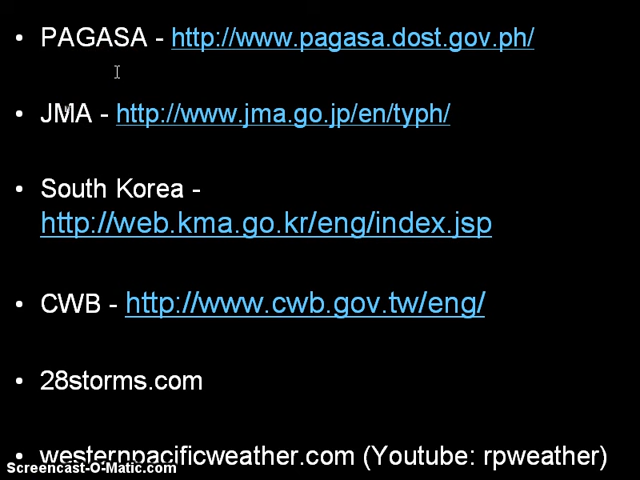 • PAGASA - http://www.pagasa.dost.gov.ph/
• JMA - http://www.jma.go.jp/en/typh/
• South Korea -
http://web.kma.go.kr/eng/index.jsp
• CWB - http://www.cwb.gov.tw/eng/
• 28storms.com
• westernpacificweather.com (Youtube: rpweather)
Screencast-O-Matic.com